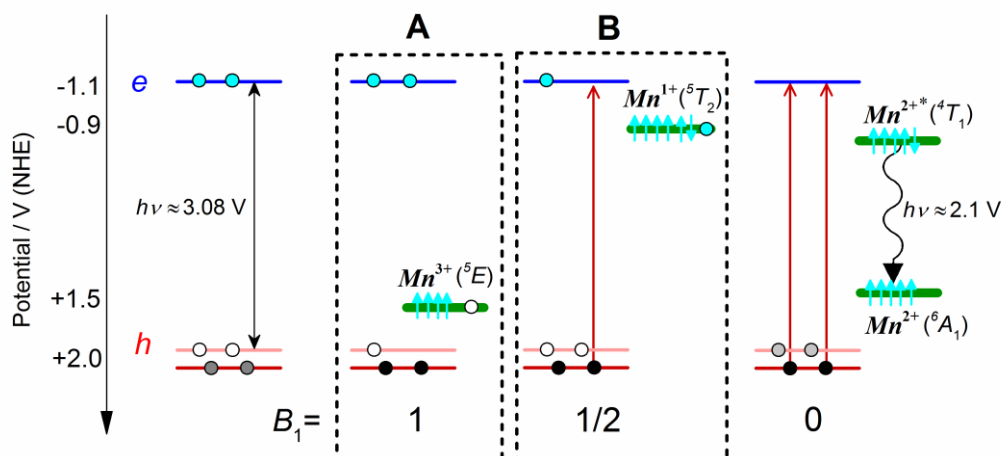 A B
-1.1 e
-0.9
Mn¹⁺(⁵T₂)
Mn²⁺*(⁴T₁)
Potential / V (NHE)
hν ≈ 3.08 V
hν ≈ 2.1 V
Mn³⁺(⁵E)
+1.5
Mn²⁺(⁶A₁)
h
+2.0
B₁= 1 1/2 0